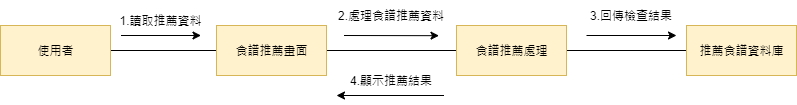 1.讀取推薦資料
2.處理食譜推薦資料
3.回傳檢查結果
使用者
食譜推薦畫面
食譜推薦處理
推薦食譜資料庫
4.顯示推薦結果